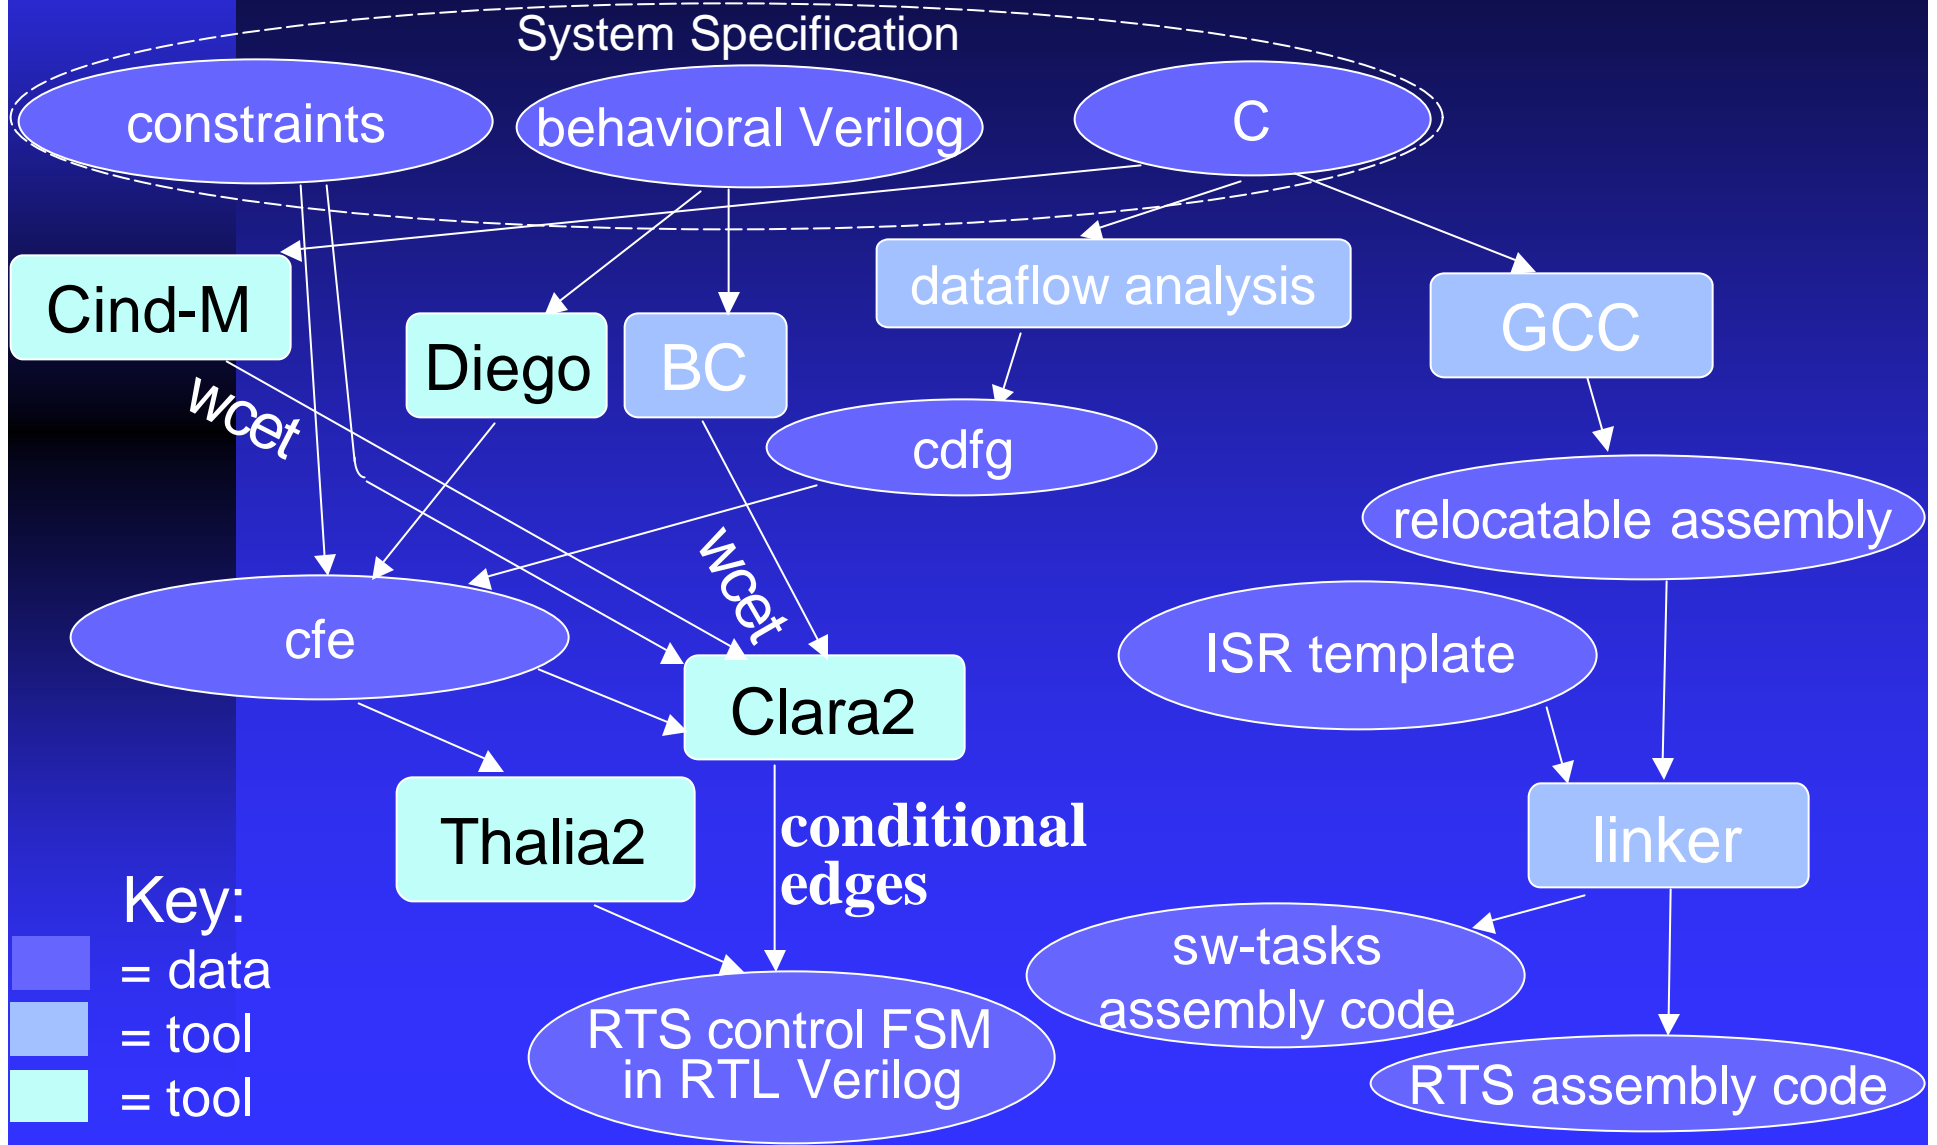 System Specification
constraints
behavioral Verilog
C
Cind-M
Diego
BC
dataflow analysis
GCC
wcet
cdfg
relocatable assembly
wcet
cfe
ISR template
Clara2
Thalia2
conditional
edges
linker
Key:
= data
= tool
= tool
sw-tasks
assembly code
RTS control FSM
in RTL Verilog
RTS assembly code